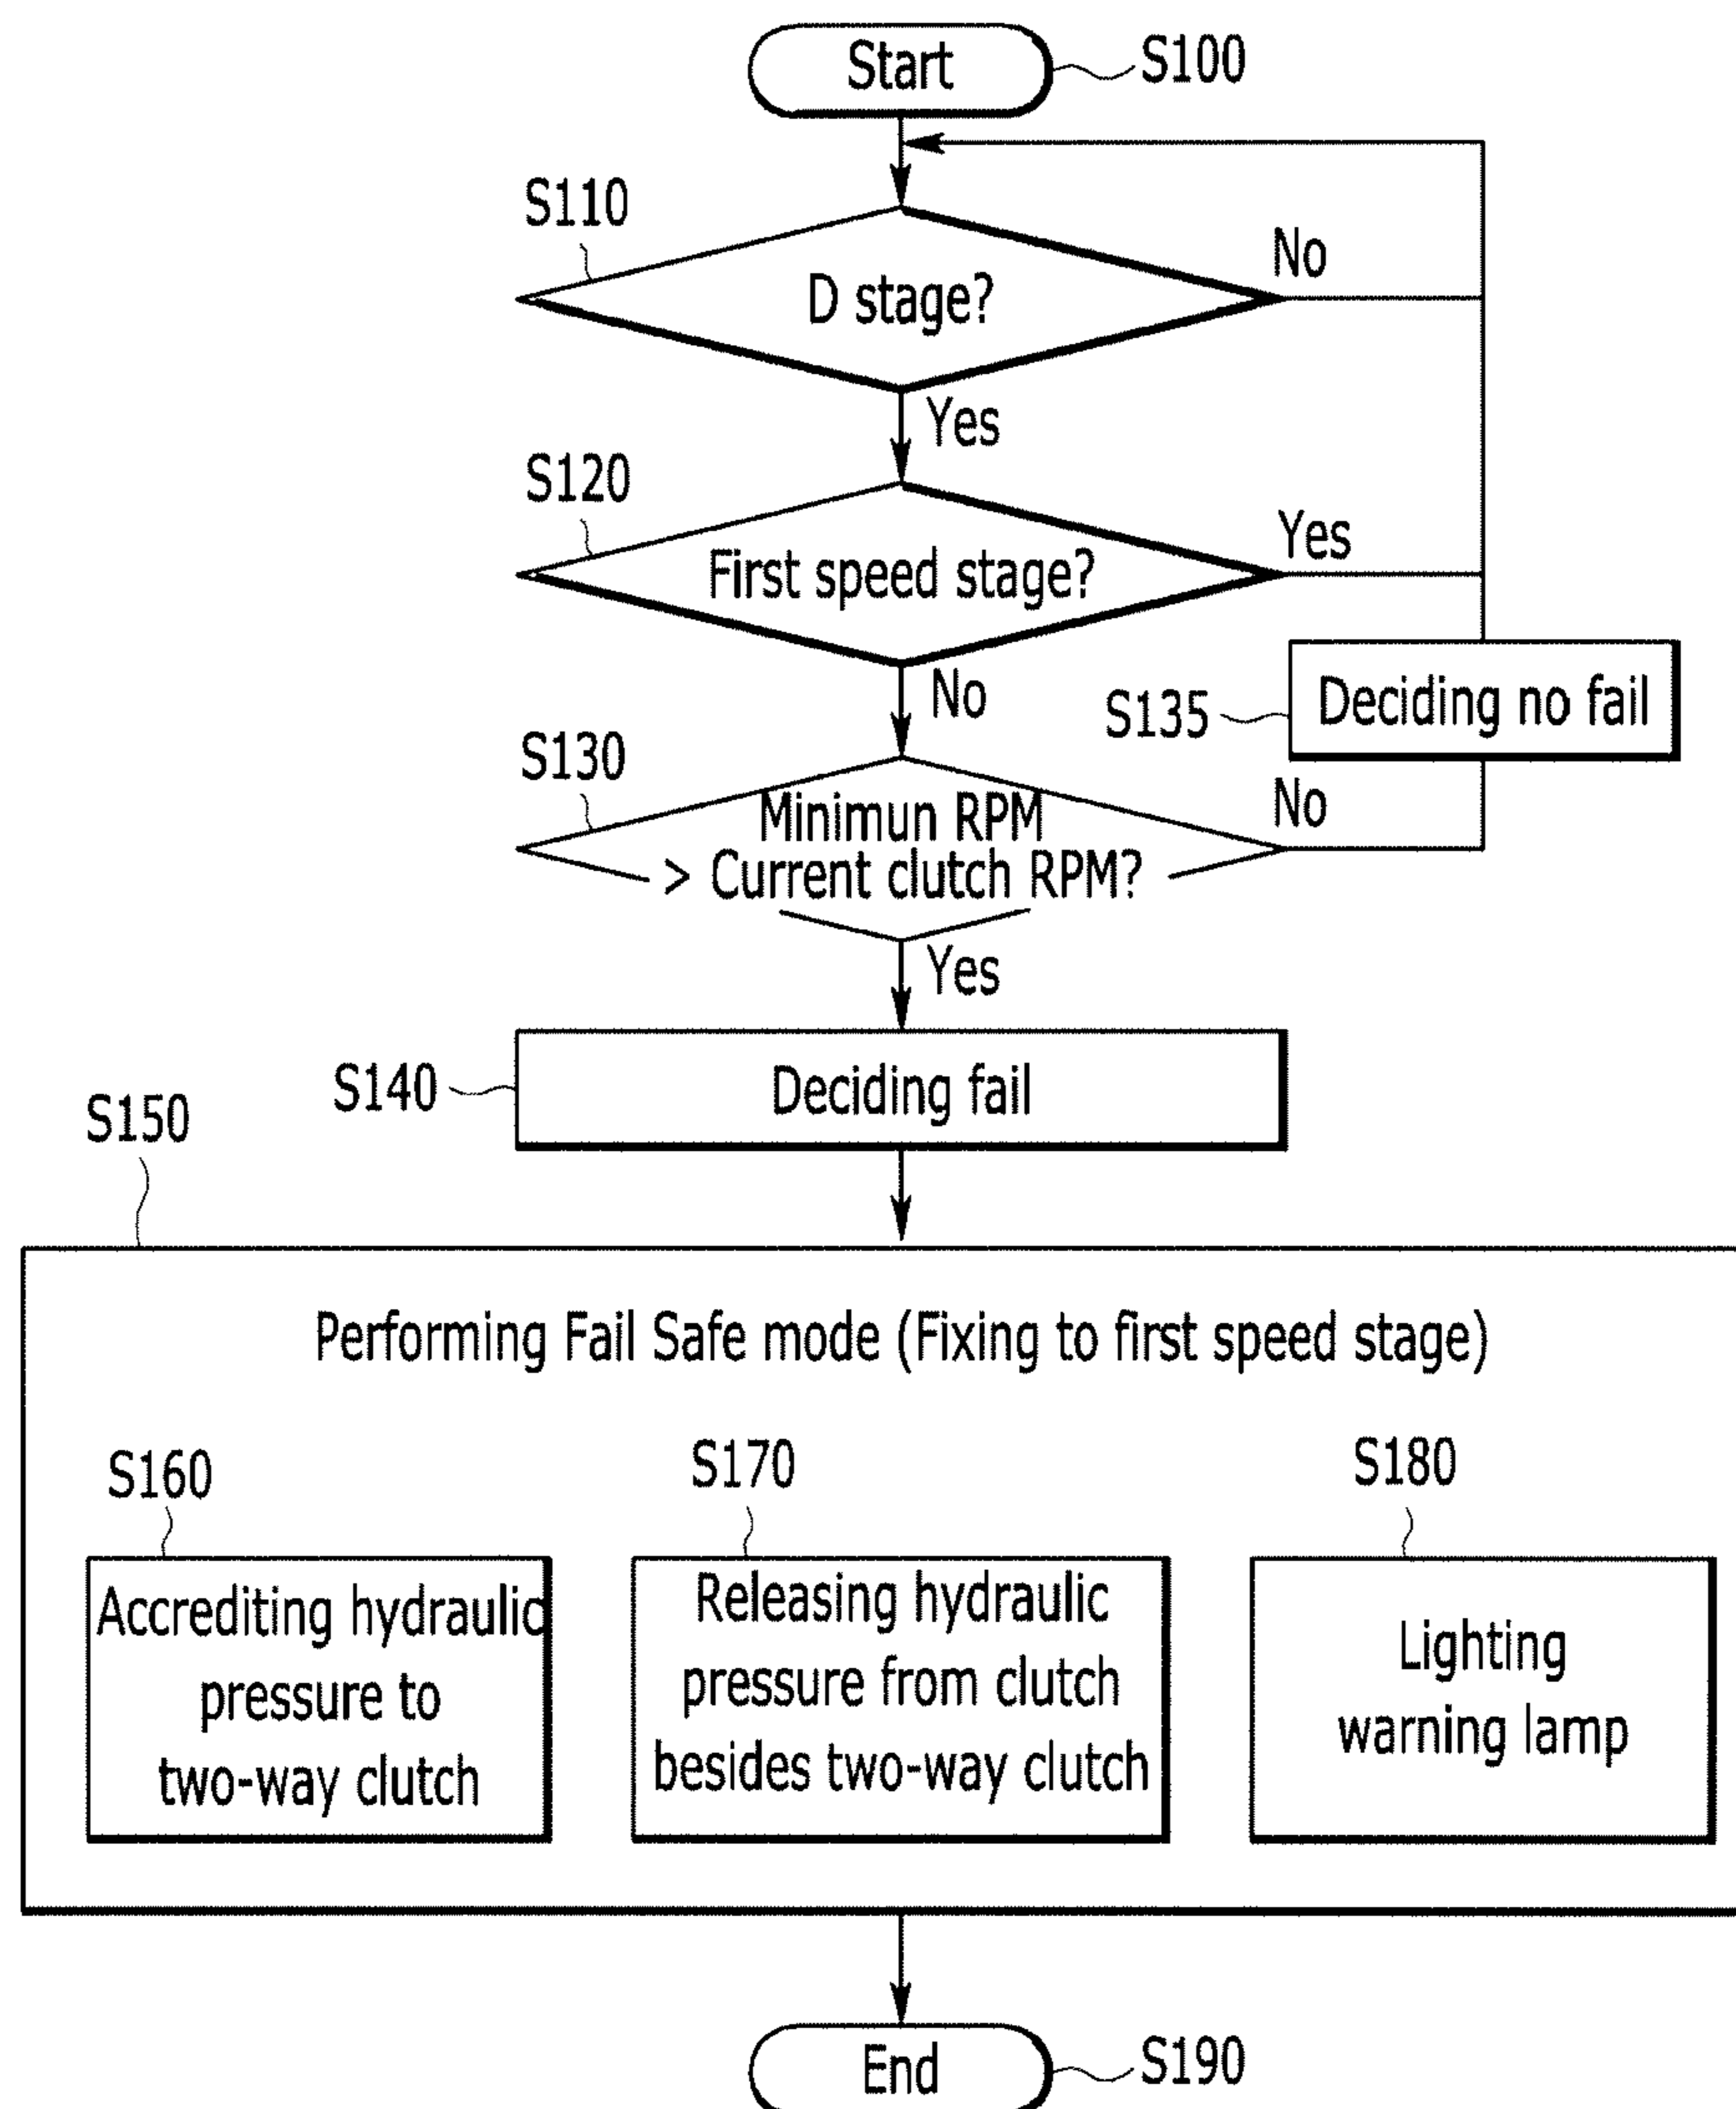 Start
S100
S110
No
D stage?
Yes
S120
Yes
First speed stage?
No
S135
Deciding no fail
S130
No
Minimun RPM
> Current clutch RPM?
Yes
S140
Deciding fail
S150
Performing Fail Safe mode (Fixing to first speed stage)
S160
S170
S180
Accrediting hydraulic
pressure to
two-way clutch
Releasing hydraulic
pressure from clutch
besides two-way clutch
Lighting
warning lamp
End
S190